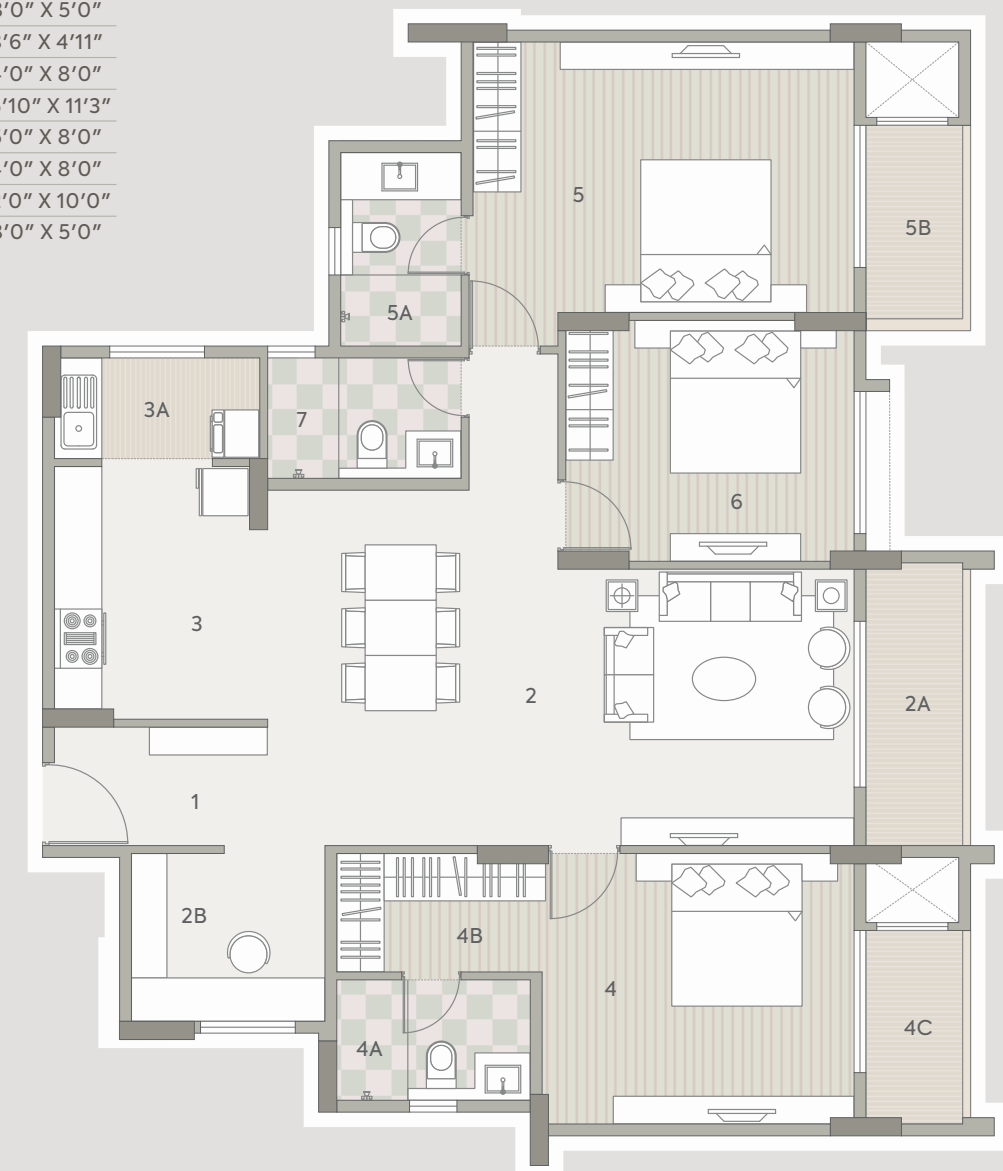 '0” X 5'0”
'6” X 4'11”
'0” X 8'0”
'10” X 11'3”
'0” X 8'0”
'0” X 8'0”
'0” X 10'0”
'0” X 5'0”
5
5B
5A
3A
7
6
3
2
2A
1
2B
4B
4
4C
4A